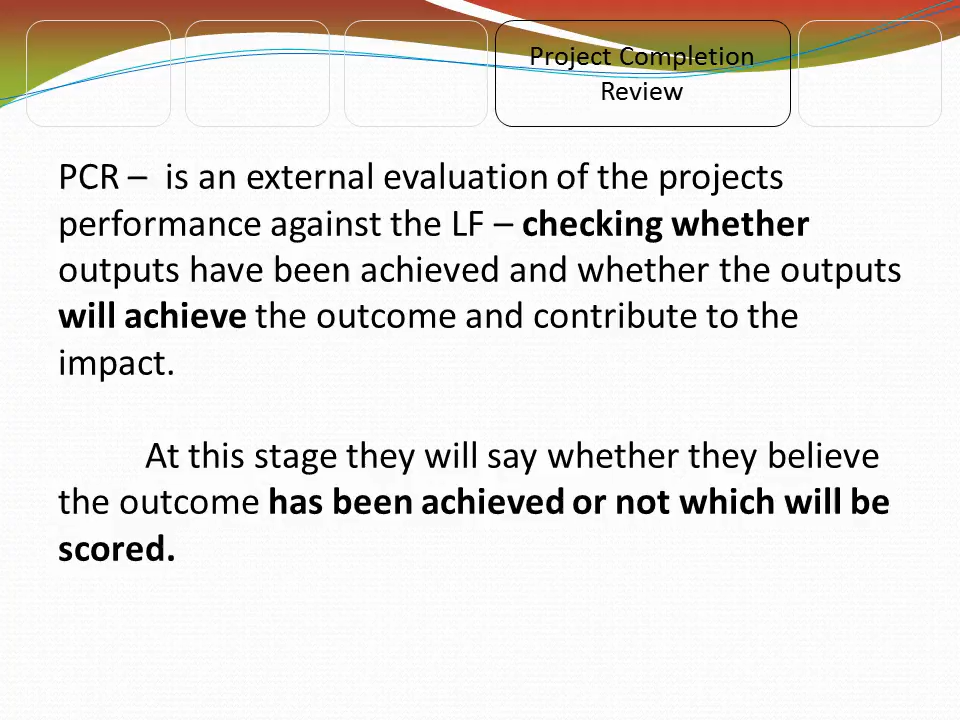 Project Completion
Review
PCR –  is an external evaluation of the projects
performance against the LF – checking whether
outputs have been achieved and whether the outputs
will achieve the outcome and contribute to the
impact.
At this stage they will say whether they believe
the outcome has been achieved or not which will be
scored.